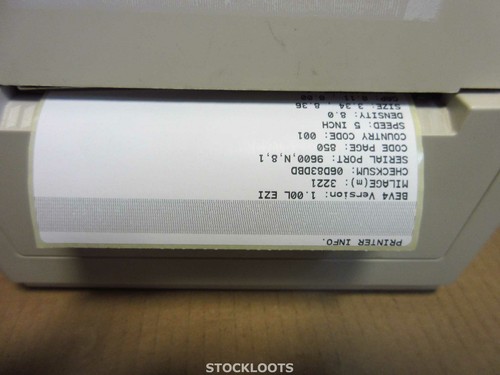 PRINTER INFO.
BEV4 Version: 1.00L EZI
MILAGE(m): 3221
CHECKSUM: 06D83DBD
SERIAL PORT: 9600,N,8,1
CODE PAGE: 850
COUNTRY CODE: 001
SPEED: 5 INCH
DENSITY: 8.0
SIZE: 3.34 , 8.36
STOCKLOOTS